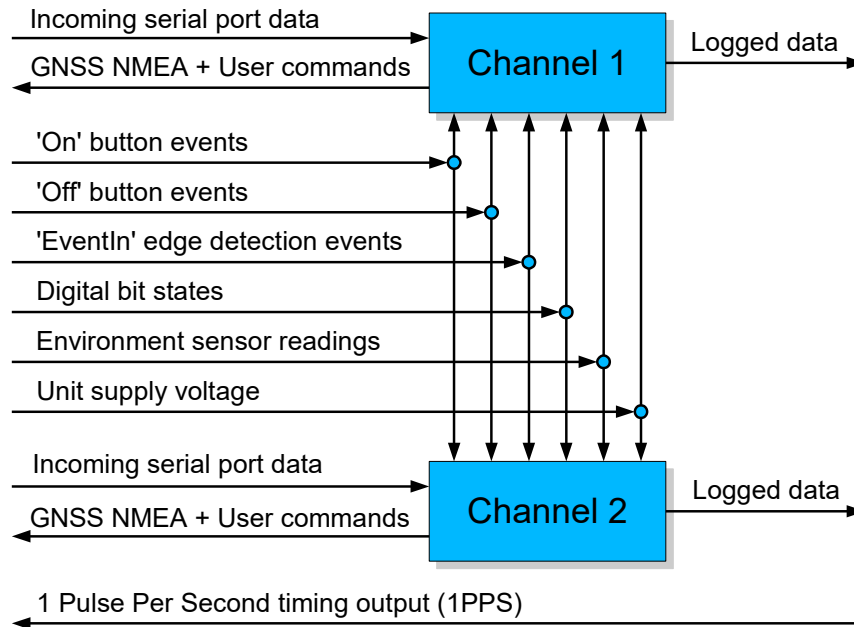 Incoming serial port data
Channel 1
Logged data
GNSS NMEA + User commands
'On' button events
'Off' button events
'EventIn' edge detection events
Digital bit states
Environment sensor readings
Unit supply voltage
Incoming serial port data
Channel 2
Logged data
GNSS NMEA + User commands
1 Pulse Per Second timing output (1PPS)